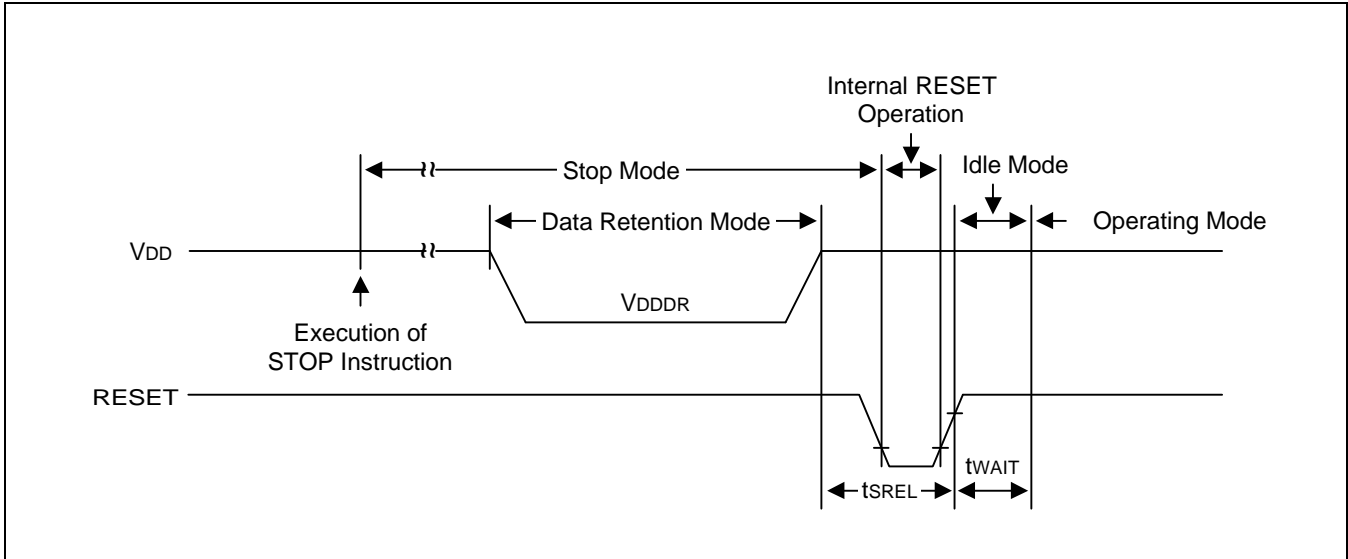 Internal RESET
Operation
Stop Mode
Idle Mode
Data Retention Mode
Operating Mode
VDD
VDDDR
Execution of
STOP Instruction
RESET
tWAIT
tSREL